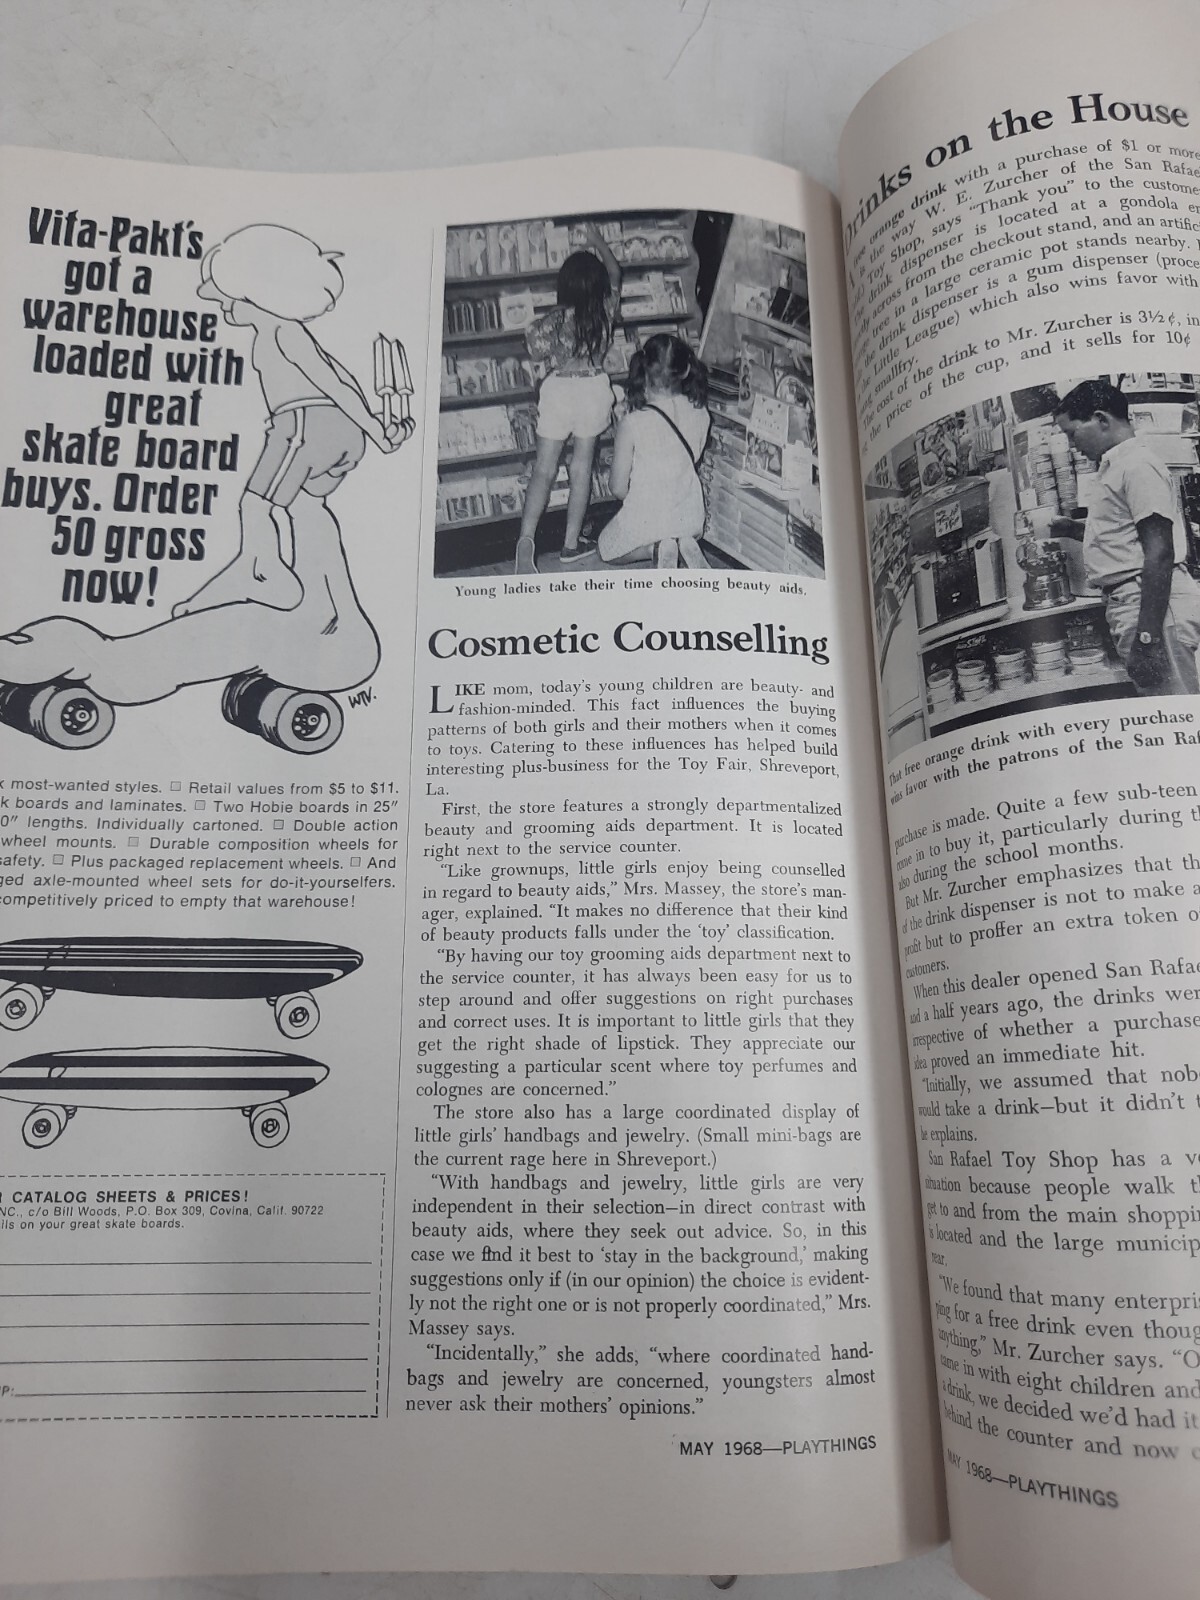 Vita-Pakt's
got a
warehouse
loaded with
great
skate board
buys. Order
50 gross
now!
WTV.
most-wanted styles. □ Retail values from $5 to $11.
k boards and laminates. □ Two Hobie boards in 25"
0" lengths. Individually cartoned. □ Double action
wheel mounts. □ Durable composition wheels for
safety. □ Plus packaged replacement wheels. □ And
ged axle-mounted wheel sets for do-it-yourselfers.
ompetitively priced to empty that warehouse!
CATALOG SHEETS & PRICES!
NC., c/o Bill Woods, P.O. Box 309, Covina, Calif. 90722
ils on your great skate boards.
P:
Young ladies take their time choosing beauty aids.
Cosmetic Counselling
LIKE mom, today's young children are beauty- and
fashion-minded. This fact influences the buying
patterns of both girls and their mothers when it comes
to toys. Catering to these influences has helped build
interesting plus-business for the Toy Fair, Shreveport,
La.
First, the store features a strongly departmentalized
beauty and grooming aids department. It is located
right next to the service counter.
"Like grownups, little girls enjoy being counselled
in regard to beauty aids," Mrs. Massey, the store's man-
ager, explained. "It makes no difference that their kind
of beauty products falls under the 'toy' classification.
"By having our toy grooming aids department next to
the service counter, it has always been easy for us to
step around and offer suggestions on right purchases
and correct uses. It is important to little girls that they
get the right shade of lipstick. They appreciate our
suggesting a particular scent where toy perfumes and
colognes are concerned."
The store also has a large coordinated display of
little girls' handbags and jewelry. (Small mini-bags are
the current rage here in Shreveport.)
"With handbags and jewelry, little girls are very
independent in their selection—in direct contrast with
beauty aids, where they seek out advice. So, in this
case we find it best to 'stay in the background,' making
suggestions only if (in our opinion) the choice is evident-
ly not the right one or is not properly coordinated," Mrs.
Massey says.
"Incidentally," she adds, "where coordinated hand-
bags and jewelry are concerned, youngsters almost
never ask their mothers' opinions."
MAY 1968—PLAYTHINGS
Drinks on the House
free orange drink with a purchase of $1 or more
is the way W. E. Zurcher of the San Rafae
Toy Shop, says "Thank you" to the custome
drink dispenser is located at a gondola en
across from the checkout stand, and an artific
tree in a large ceramic pot stands nearby.
the drink dispenser is a gum dispenser (proce
Little League) which also wins favor with
smallfry.
The cost of the drink to Mr. Zurcher is 3½¢, in
the price of the cup, and it sells for 10¢
That free orange drink with every purchase
wins favor with the patrons of the San Raf
purchase is made. Quite a few sub-teen
come in to buy it, particularly during th
also during the school months.
But Mr. Zurcher emphasizes that th
of the drink dispenser is not to make a
profit but to proffer an extra token o
customers.
When this dealer opened San Rafae
and a half years ago, the drinks wer
irrespective of whether a purchase
idea proved an immediate hit.
"Initially, we assumed that nob
would take a drink—but it didn't t
he explains.
San Rafael Toy Shop has a v
situation because people walk th
get to and from the main shoppin
is located and the large municip
rear.
"We found that many enterpris
ping for a free drink even thoug
anything," Mr. Zurcher says. "O
came in with eight children and
a drink, we decided we'd had it
behind the counter and now c
MAY 1968—PLAYTHINGS